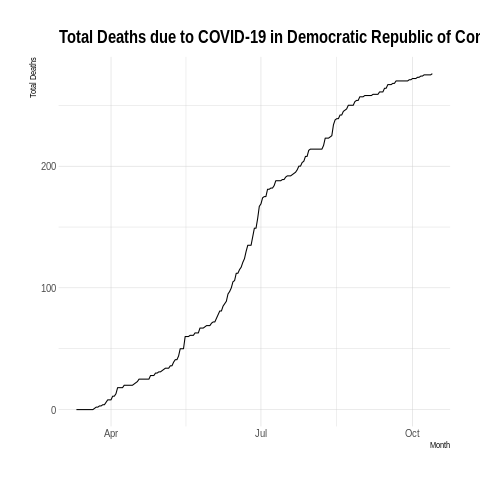 Total Deaths due to COVID-19 in Democratic Republic of Cor
Total Deaths
200
100
0
Apr
Jul
Oct
Month